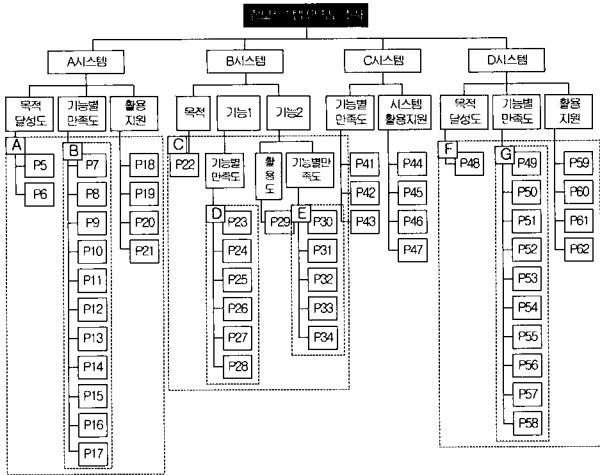 A시스템
B시스템
C시스템
D시스템
목적
달성도
기능별
만족도
활용
지원
목적
기능1
기능2
기능별
만족도
시스템
활용지원
목적
달성도
기능별
만족도
활용
지원
A
P5
P6
B
P7
P8
P9
P10
P11
P12
P13
P14
P15
P16
P17
P18
P19
P20
P21
C
P22
기능별
만족도
D
P23
P24
P25
P26
P27
P28
활용
도
P29
기능별만
족도
E
P30
P31
P32
P33
P34
P41
P42
P43
P44
P45
P46
P47
F
P48
G
P49
P50
P51
P52
P53
P54
P55
P56
P57
P58
P59
P60
P61
P62